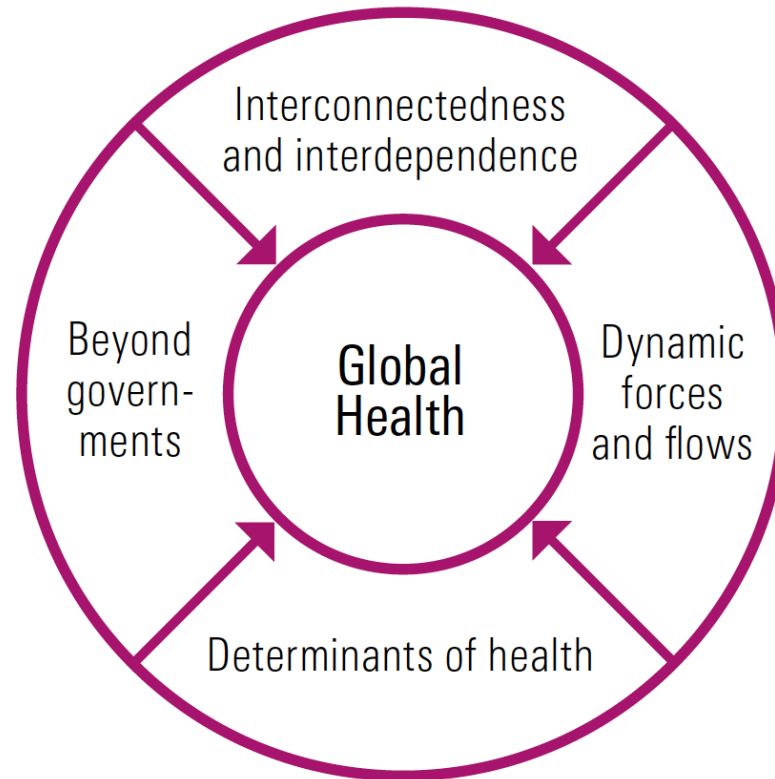 Interconnectedness
and interdependence
Beyond
govern-
ments
Global
Health
Dynamic
forces
and flows
Determinants of health